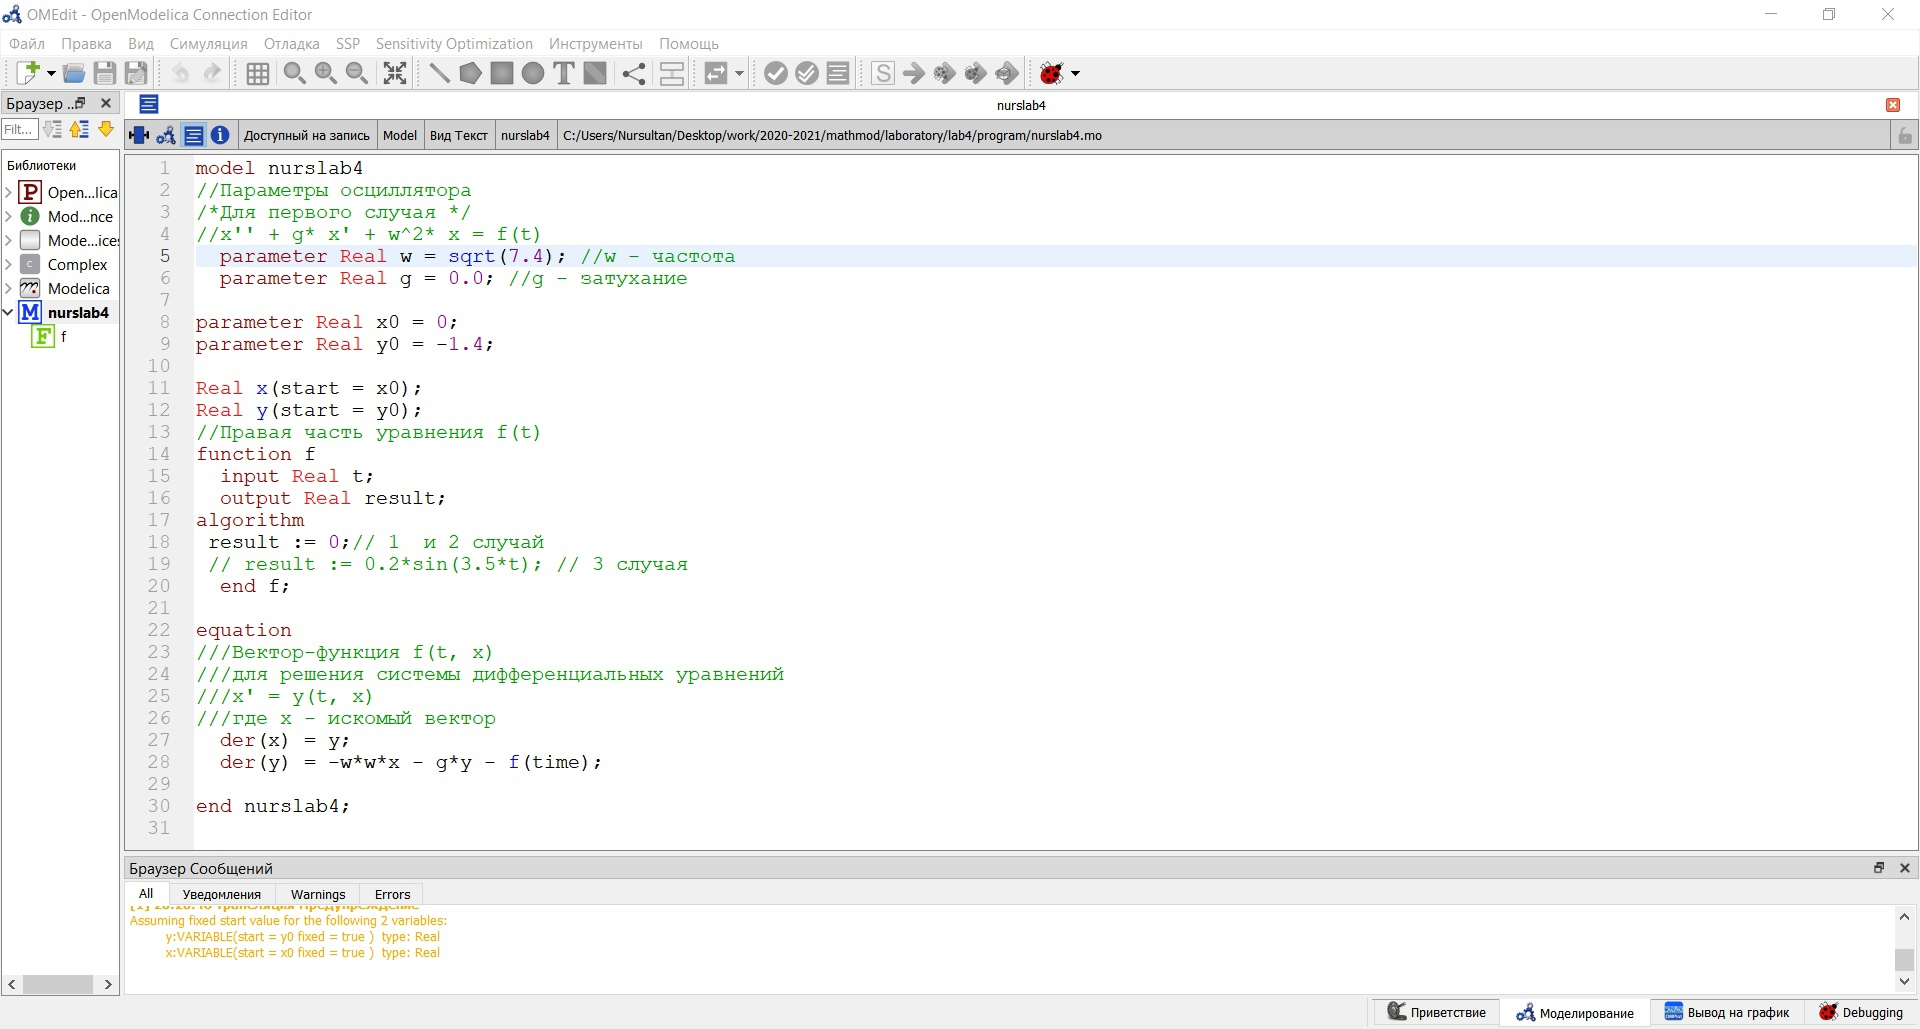 OMEdit - OpenModelica Connection Editor
Файл Правка Вид Симуляция Отладка SSP Sensitivity Optimization Инструменты Помощь
S
Браузер ..
nurslab4
Filt...
Доступный на запись Model Вид Текст nurslab4 C:/Users/Nursultan/Desktop/work/2020-2021/mathmod/laboratory/lab4/program/nurslab4.mo
Библиотеки
P Open...lica
i Mod...nce
Mode...ices
C Complex
m Modelica
M nurslab4
F f
1 model nurslab4
2 //Параметры осциллятора
3 /*Для первого случая */
4 //x'' + g* x' + w^2* x = f(t)
5 parameter Real w = sqrt(7.4); //w - частота
6 parameter Real g = 0.0; //g - затухание
7
8 parameter Real x0 = 0;
9 parameter Real y0 = -1.4;
10
11 Real x(start = x0);
12 Real y(start = y0);
13 //Правая часть уравнения f(t)
14 function f
15 input Real t;
16 output Real result;
17 algorithm
18 result := 0;// 1  и 2 случай
19 // result := 0.2*sin(3.5*t); // 3 случая
20 end f;
21
22 equation
23 ///Вектор-функция f(t, x)
24 ///для решения системы дифференциальных уравнений
25 ///x' = y(t, x)
26 ///где x - искомый вектор
27 der(x) = y;
28 der(y) = -w*w*x - g*y - f(time);
29
30 end nurslab4;
31
Браузер Сообщений
All Уведомления Warnings Errors
Assuming fixed start value for the following 2 variables:
y:VARIABLE(start = y0 fixed = true ) type: Real
x:VARIABLE(start = x0 fixed = true ) type: Real
Приветствие Моделирование Вывод на график Debugging